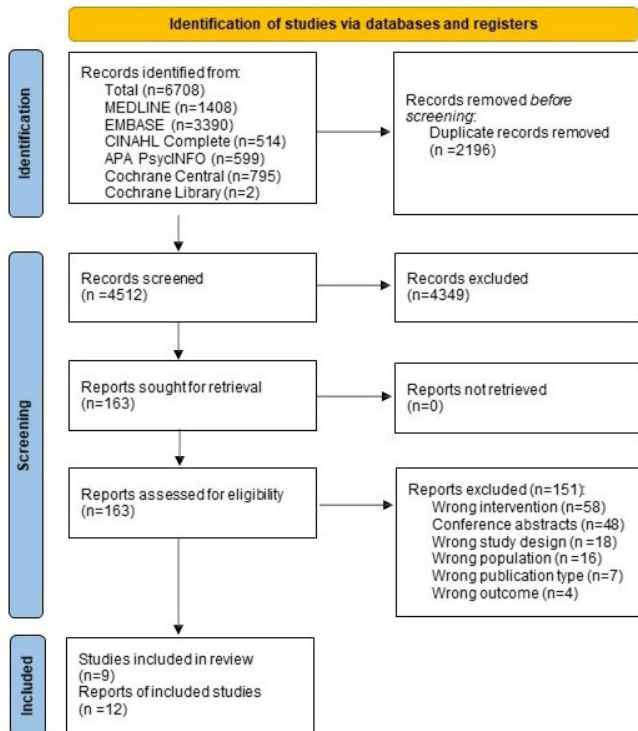 Identification of studies via databases and registers
Identification
Records identified from:
Total (n=6708)
MEDLINE (n=1408)
EMBASE (n=3390)
CINAHL Complete (n=514)
APA PsycINFO (n=599)
Cochrane Central (n=795)
Cochrane Library (n=2)
Records removed before
screening:
Duplicate records removed
(n =2196)
Screening
Records screened
(n =4512)
Records excluded
(n=4349)
Reports sought for retrieval
(n=163)
Reports not retrieved
(n=0)
Reports assessed for eligibility
(n=163)
Reports excluded (n=151):
Wrong intervention (n=58)
Conference abstracts (n=48)
Wrong study design (n =18)
Wrong population (n =16)
Wrong publication type (n=7)
Wrong outcome (n=4)
Included
Studies included in review
(n=9)
Reports of included studies
(n =12)